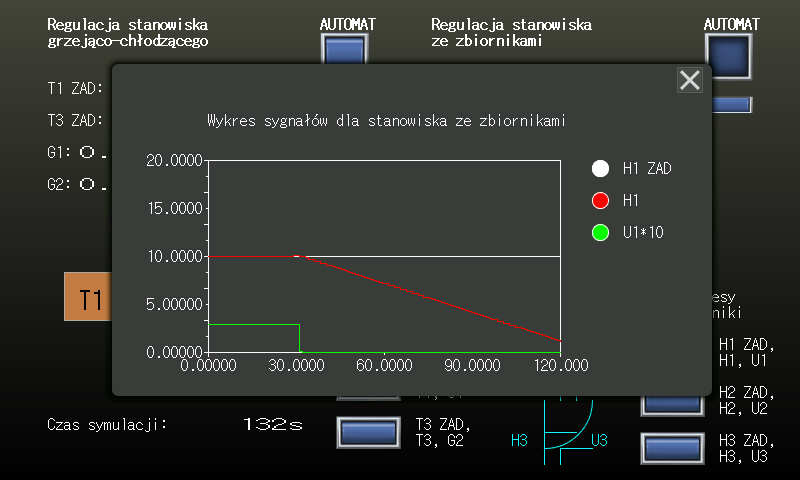 Regulacja stanowiska
grzejąco-chłodzącego
AUTOMAT
Regulacja stanowiska
ze zbiornikami
AUTOMAT
T1 ZAD:
T3 ZAD:
G1: 0.
G2: 0.
Wykres sygnałów dla stanowiska ze zbiornikami
20.0000
15.0000
10.0000
5.00000
0.00000
0.00000 30.0000 60.0000 90.0000 120.000
H1 ZAD
H1
U1*10
T1
H1 ZAD,
H1, U1
H2 ZAD,
H2, U2
H3 ZAD,
H3, U3
Czas symulacji: 132s
T3 ZAD,
T3, G2
H3
U3